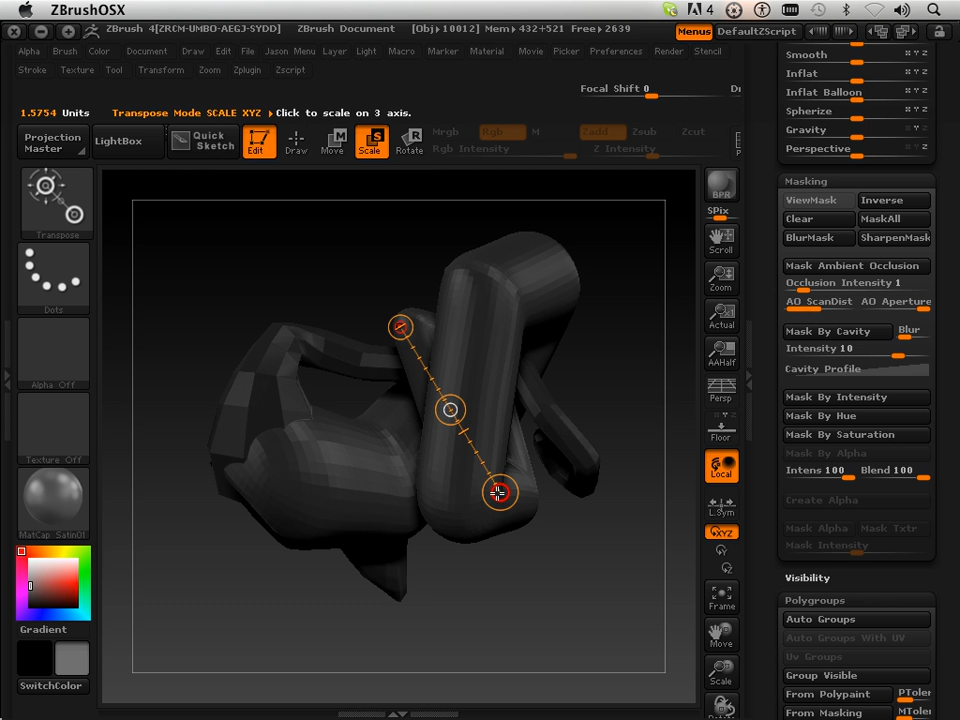 ZBrushOSX
4
ZBrush 4[ZRCM-UMBO-AEGJ-SYDD] [Obj>10012] Mem>432+521 Free>2639
Menus DefaultZScript
Alpha Brush Color Document Draw Edit File Jason Menu Layer Light Macro Marker Material Movie Picker Preferences Render Stencil
Stroke Texture Tool Transform Zoom Zplugin Zscript
Focal Shift 0
1.5754 Units Transpose Mode SCALE XYZ Click to scale on 3 axis.
Projection Master
LightBox
Quick Sketch
Edit Draw Move Scale Rotate
Mrgb Rgb M Zadd Zsub Zcut
Rgb Intensity Z Intensity
Transpose
Dots
Alpha Off
Texture Off
MatCap Satin01
Gradient
SwitchColor
BPR
SPix
Scroll
Zoom
Actual
AAHalf
Persp
Floor
Local
L.Sym
XYZ
Frame
Move
Scale
Smooth
Inflat
Inflat Balloon
Spherize
Gravity
Perspective
Masking
ViewMask Inverse
Clear MaskAll
BlurMask SharpenMask
Mask Ambient Occlusion
Occlusion Intensity 1
AO ScanDist AO Aperture
Mask By Cavity Blur
Intensity 10
Cavity Profile
Mask By Intensity
Mask By Hue
Mask By Saturation
Mask By Alpha
Intens 100 Blend 100
Create Alpha
Mask Alpha Mask Txtr
Mask Intensity
Visibility
Polygroups
Auto Groups
Auto Groups With UV
Uv Groups
Group Visible
From Polypaint PToler
From Masking MToler